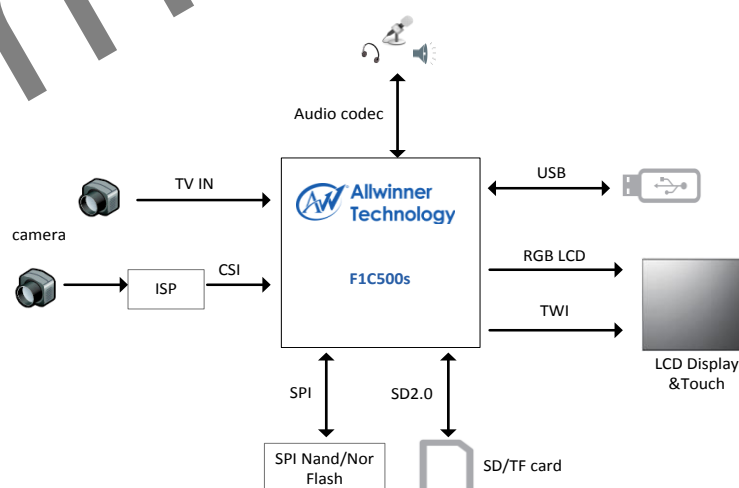 Audio codec
TV IN
camera
CSI
ISP
Allwinner
Technology
F1C500s
USB
RGB LCD
TWI
LCD Display
&Touch
SPI
SD2.0
SPI Nand/Nor
Flash
SD/TF card